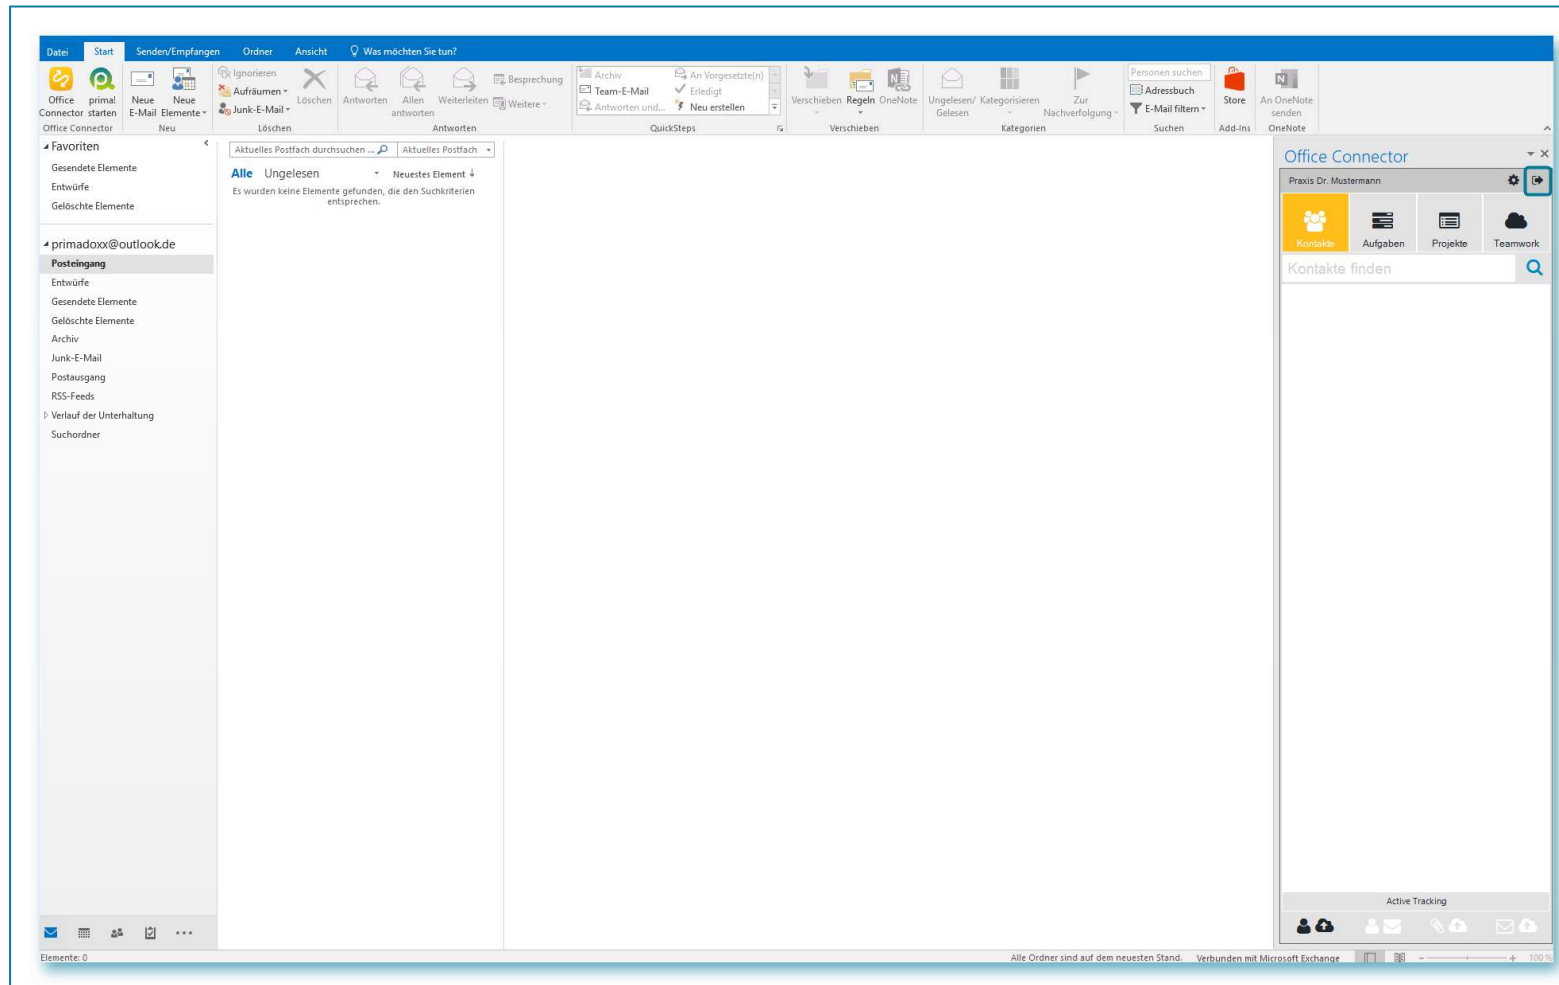 Datei Start Senden/Empfangen Ordner Ansicht Was möchten Sie tun?
Office Connector
prima! starten
Office Connector
Neue E-Mail
Neue Elemente
Neu
Ignorieren
Aufräumen
Junk-E-Mail
Löschen
Löschen
Antworten
Allen antworten
Weiterleiten
Besprechung
Weitere
Antworten
Archiv
Team-E-Mail
Antworten und...
An Vorgesetzte(n)
Erledigt
Neu erstellen
QuickSteps
Verschieben
Regeln
OneNote
Verschieben
Ungelesen/ Gelesen
Kategorisieren
Zur Nachverfolgung
Kategorien
Personen suchen
Adressbuch
E-Mail filtern
Suchen
Store
Add-Ins
An OneNote senden
OneNote
Favoriten
Gesendete Elemente
Entwürfe
Gelöschte Elemente
primadoxx@outlook.de
Posteingang
Entwürfe
Gesendete Elemente
Gelöschte Elemente
Archiv
Junk-E-Mail
Postausgang
RSS-Feeds
Verlauf der Unterhaltung
Suchordner
Aktuelles Postfach durchsuchen ... Aktuelles Postfach
Alle Ungelesen Neuestes Element
Es wurden keine Elemente gefunden, die den Suchkriterien
entsprechen.
Office Connector
Praxis Dr. Mustermann
Kontakte Aufgaben Projekte Teamwork
Kontakte finden
Active Tracking
Elemente: 0 Alle Ordner sind auf dem neuesten Stand. Verbunden mit Microsoft Exchange 100 %